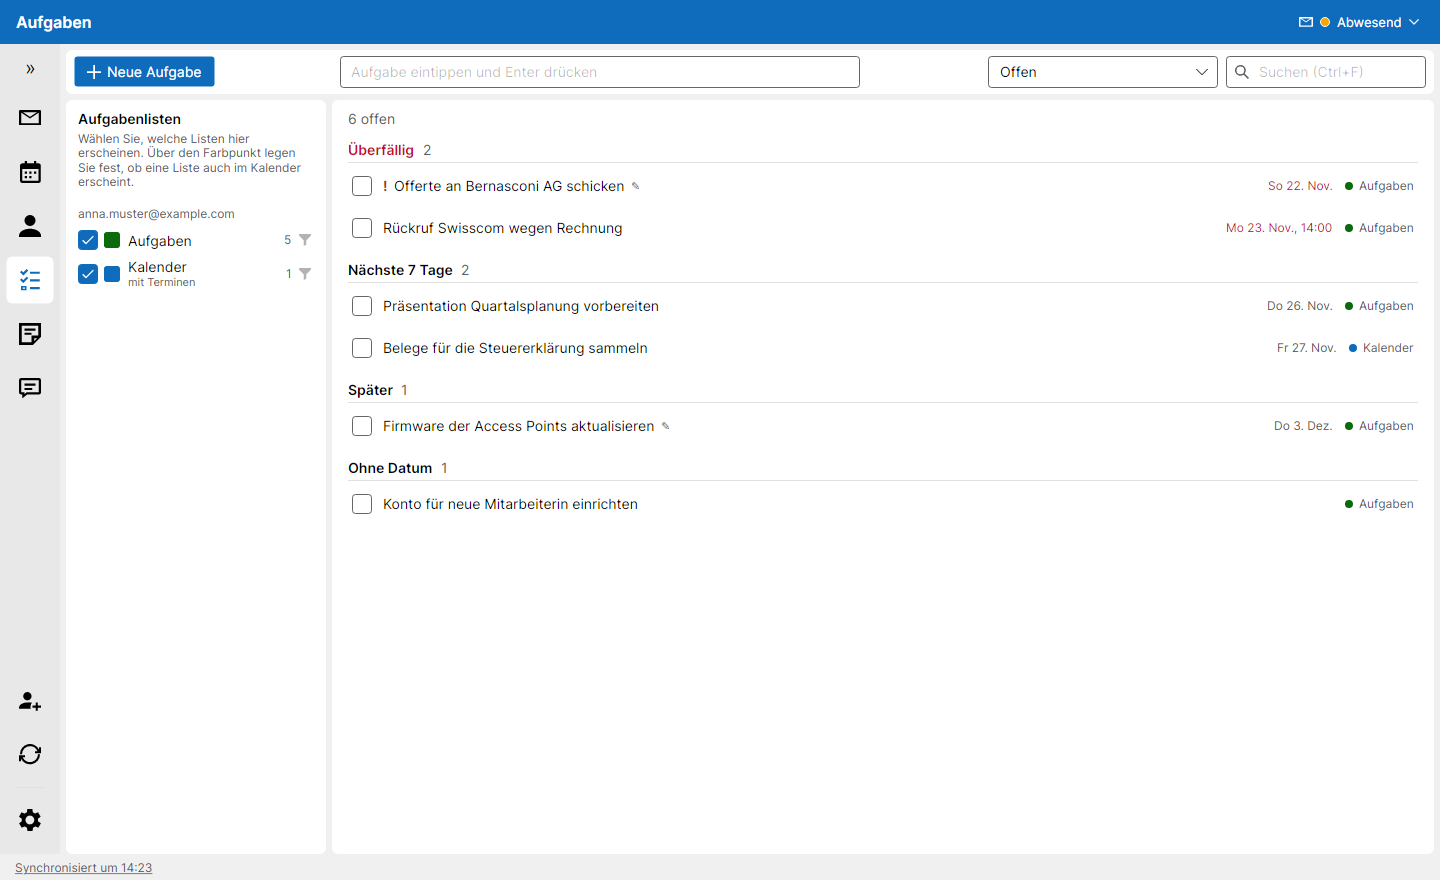 Aufgaben
Abwesend
»
Neue Aufgabe
Aufgabe eintippen und Enter drücken
Offen
Suchen (Ctrl+F)
Aufgabenlisten
Wählen Sie, welche Listen hier
erscheinen. Über den Farbpunkt legen
Sie fest, ob eine Liste auch im Kalender
erscheint.
anna.muster@example.com
Aufgaben 5
Kalender 1
mit Terminen
6 offen
Überfällig 2
! Offerte an Bernasconi AG schicken ✎ So 22. Nov. Aufgaben
Rückruf Swisscom wegen Rechnung Mo 23. Nov., 14:00 Aufgaben
Nächste 7 Tage 2
Präsentation Quartalsplanung vorbereiten Do 26. Nov. Aufgaben
Belege für die Steuererklärung sammeln Fr 27. Nov. Kalender
Später 1
Firmware der Access Points aktualisieren ✎ Do 3. Dez. Aufgaben
Ohne Datum 1
Konto für neue Mitarbeiterin einrichten Aufgaben
Synchronisiert um 14:23